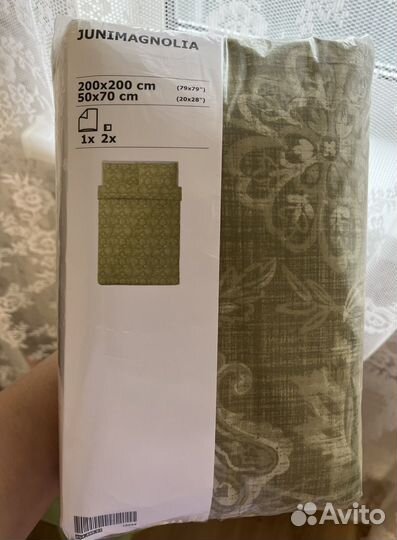 JUNIMAGNOLIA
200x200 cm (79x79")
50x70 cm (20x28")
1x 2x
Avito